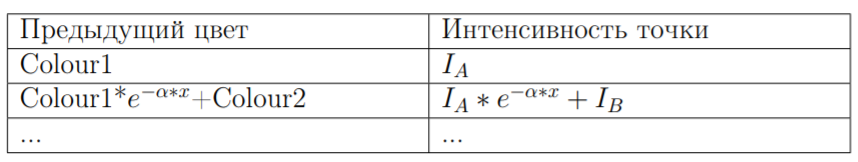 Предыдущий цвет Интенсивность точки
Colour1 I_A
Colour1*e^{−α∗x}+Colour2 I_A ∗ e^{−α∗x} + I_B
... ...